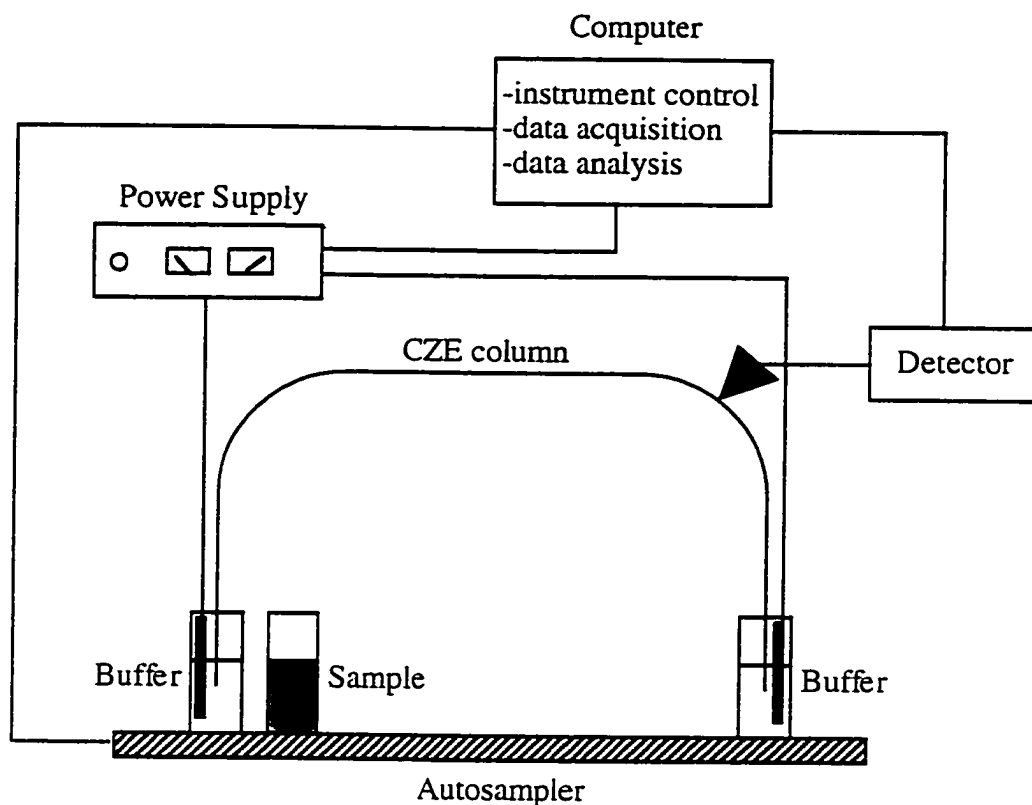 Computer
-instrument control
-data acquisition
-data analysis
Power Supply
CZE column
Detector
Buffer
Sample
Buffer
Autosampler